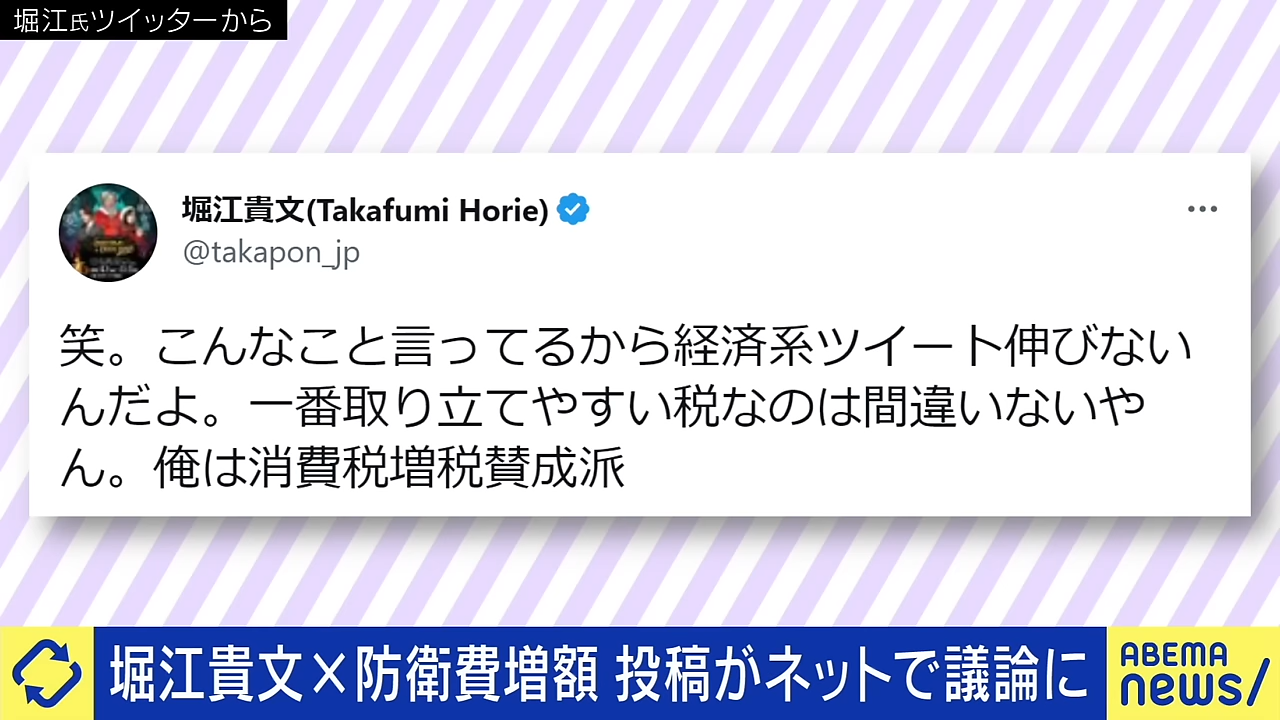 堀江氏ツイッターから
堀江貴文(Takafumi Horie)
@takapon_jp
笑。こんなこと言ってるから経済系ツイート伸びない
んだよ。一番取り立てやすい税なのは間違いないや
ん。俺は消費税増税賛成派
堀江貴文×防衛費増額 投稿がネットで議論に
ABEMA
NEWS/